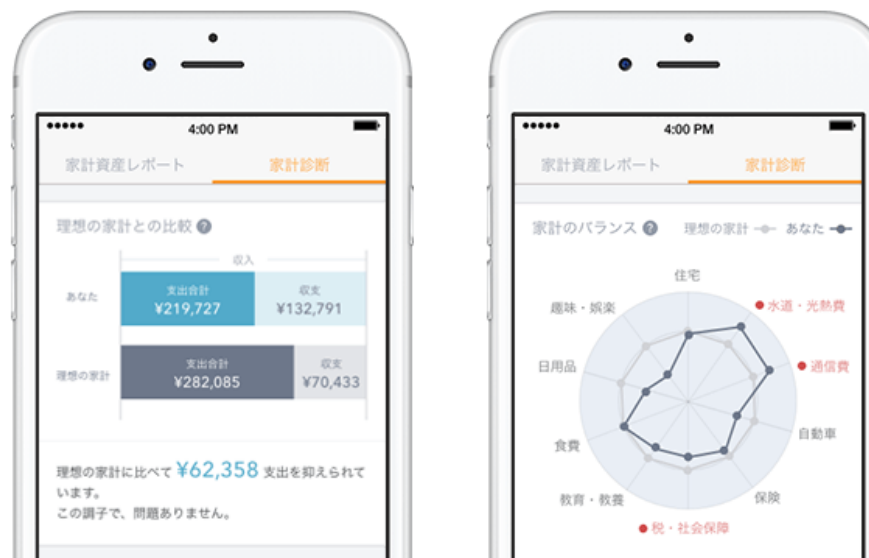 4:00 PM
家計資産レポート
家計診断
理想の家計との比較 ?
収入
あなた
支出合計
¥219,727
収支
¥132,791
理想の家計
支出合計
¥282,085
収支
¥70,433
理想の家計に比べて ¥62,358 支出を抑えられて
います。
この調子で、問題ありません。
4:00 PM
家計資産レポート
家計診断
家計のバランス ?
理想の家計
あなた
住宅
水道・光熱費
通信費
自動車
保険
税・社会保障
教育・教養
食費
日用品
趣味・娯楽